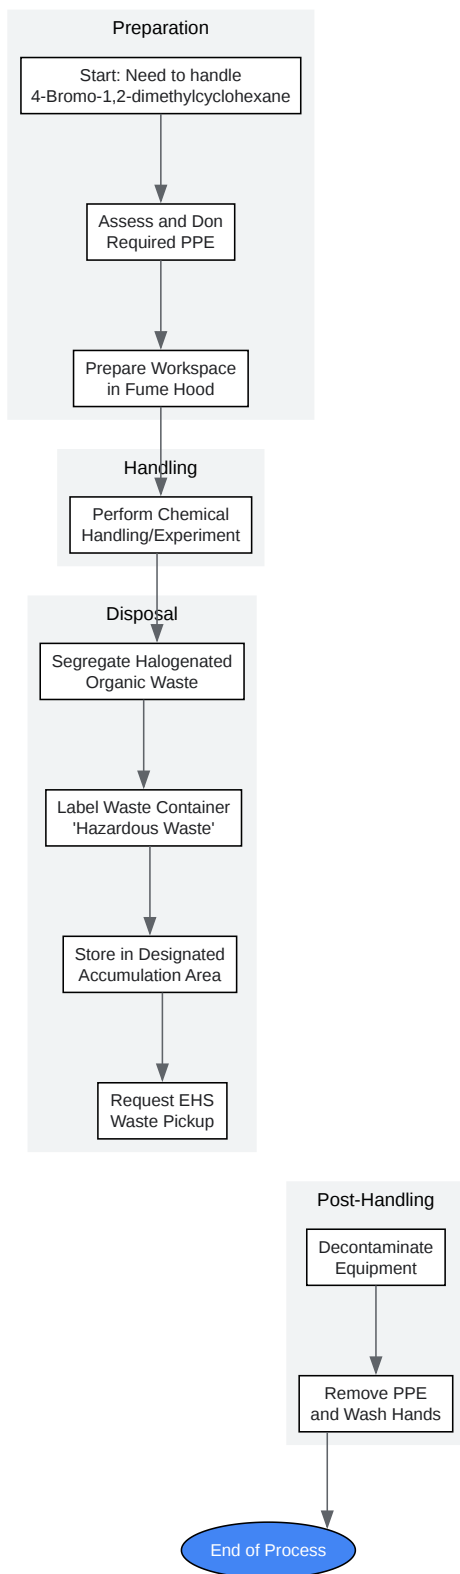 Preparation
Start: Need to handle
4-Bromo-1,2-dimethylcyclohexane
Assess and Don
Required PPE
Prepare Workspace
in Fume Hood
Handling
Perform Chemical
Handling/Experiment
Disposal
Segregate Halogenated
Organic Waste
Label Waste Container
'Hazardous Waste'
Store in Designated
Accumulation Area
Request EHS
Waste Pickup
Post-Handling
Decontaminate
Equipment
Remove PPE
and Wash Hands
End of Process